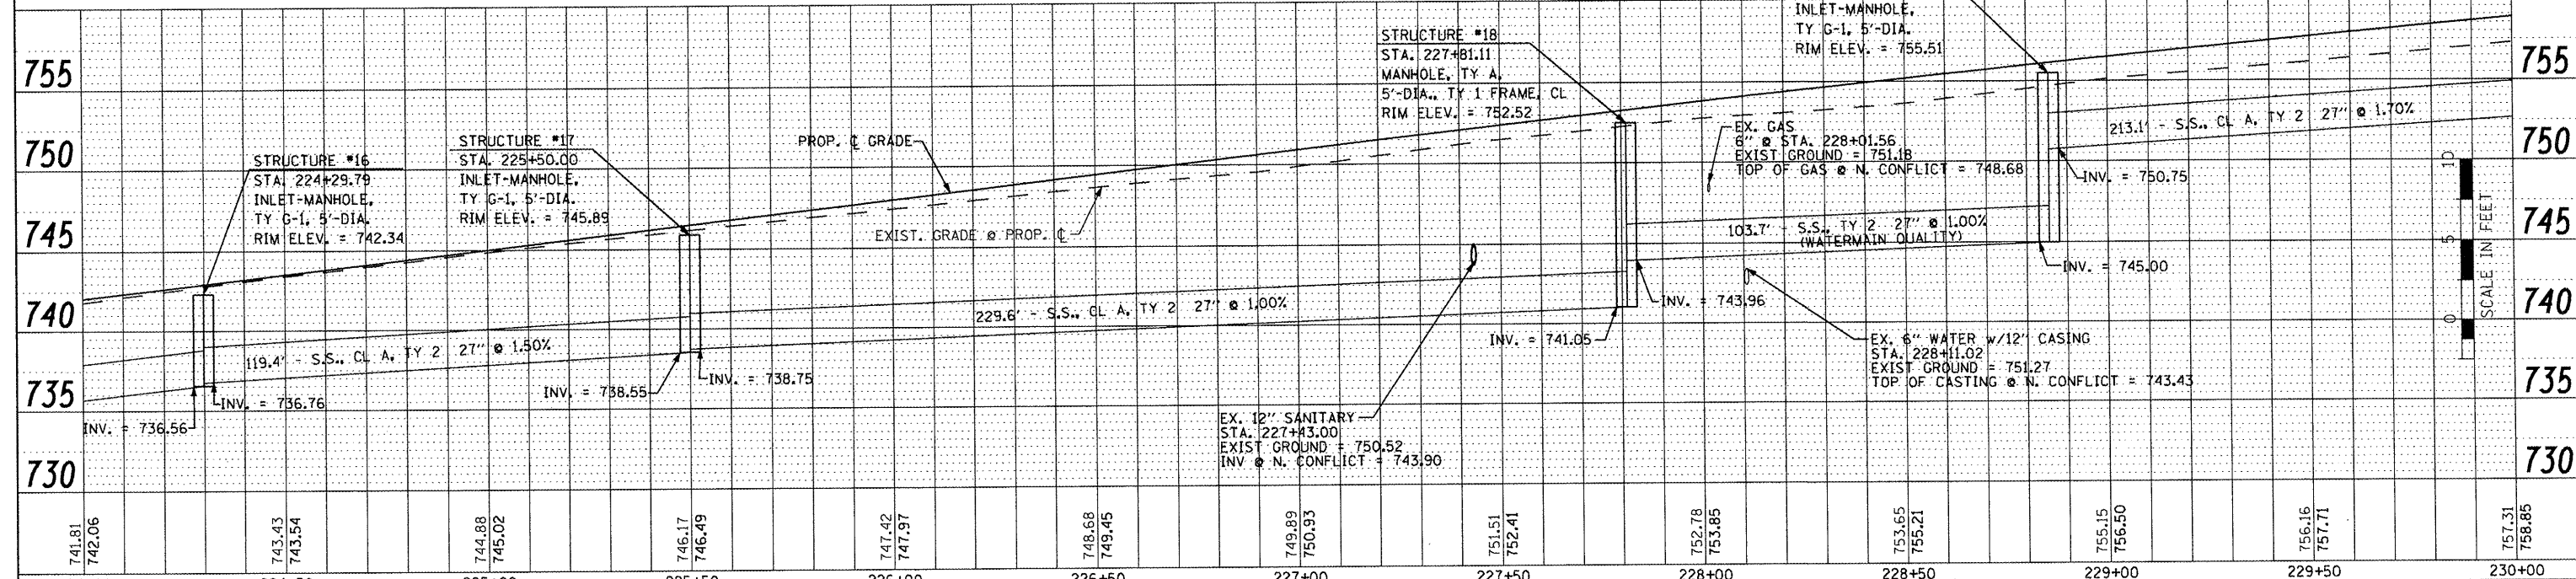 INLET-MANHOLE,
TY G-1, 5'-DIA.
RIM ELEV. = 755.51
STRUCTURE #18
STA. 227+81.11
MANHOLE, TY A,
5'-DIA., TY 1 FRAME, CL
RIM ELEV. = 752.52
755
755
750
750
745
745
740
740
735
735
730
730
STRUCTURE #16
STA. 224+29.79
INLET-MANHOLE,
TY G-1, 5'-DIA.
RIM ELEV. = 742.34
STRUCTURE #17
STA. 225+50.00
INLET-MANHOLE,
TY G-1, 5'-DIA.
RIM ELEV. = 745.89
PROP. ℄ GRADE
EXIST. GRADE @ PROP. ℄
EX. GAS
6" @ STA. 228+01.56
EXIST GROUND = 751.18
TOP OF GAS @ N. CONFLICT = 748.68
213.1' - S.S., CL A, TY 2 27" @ 1.70%
INV. = 750.75
103.7' - S.S., TY 2 27" @ 1.00%
(WATERMAIN QUALITY)
INV. = 745.00
INV. = 743.96
229.6' - S.S., CL A, TY 2 27" @ 1.00%
INV. = 741.05
119.4' - S.S., CL A, TY 2 27" @ 1.50%
INV. = 738.55
INV. = 738.75
INV. = 736.76
INV. = 736.56
EX. 6" WATER w/12" CASING
STA. 228+11.02
EXIST GROUND = 751.27
TOP OF CASTING @ N. CONFLICT = 743.43
EX. 12" SANITARY
STA. 227+43.00
EXIST GROUND = 750.52
INV @ N. CONFLICT = 743.90
10
5
0
SCALE IN FEET
741.81
742.06
743.43
743.54
744.88
745.02
746.17
746.49
747.42
747.97
748.68
749.45
749.89
750.93
751.51
752.41
752.78
753.85
753.65
755.21
755.15
756.50
756.16
757.71
757.31
758.85
225+00
225+50
226+00
226+50
227+00
227+50
228+00
228+50
229+00
229+50
230+00